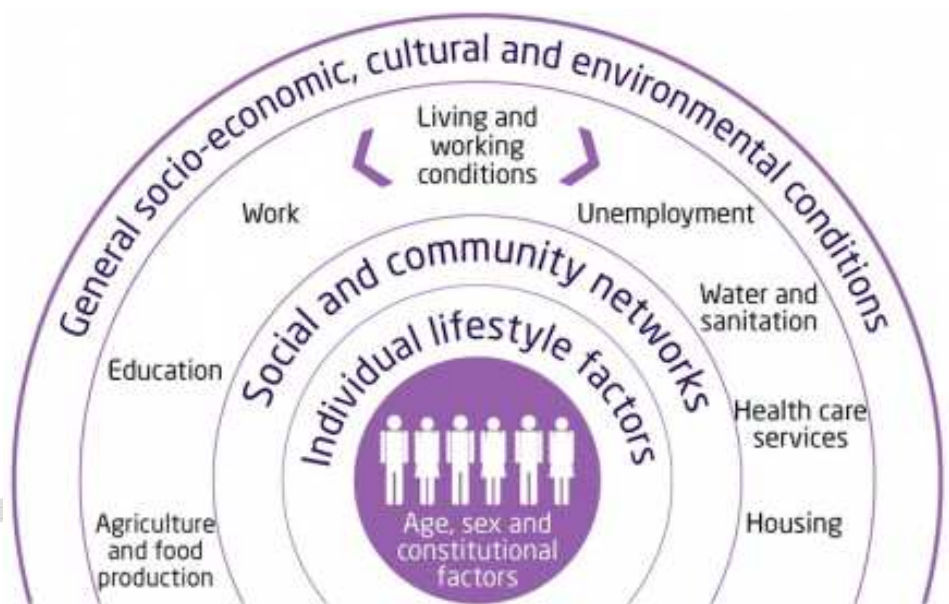 General socio-economic, cultural and environmental conditions
Living and
working
conditions
Work
Unemployment
Social and community networks
Water and
sanitation
Individual lifestyle factors
Education
Health care
services
Agriculture
and food
production
Housing
Age, sex and
constitutional
factors